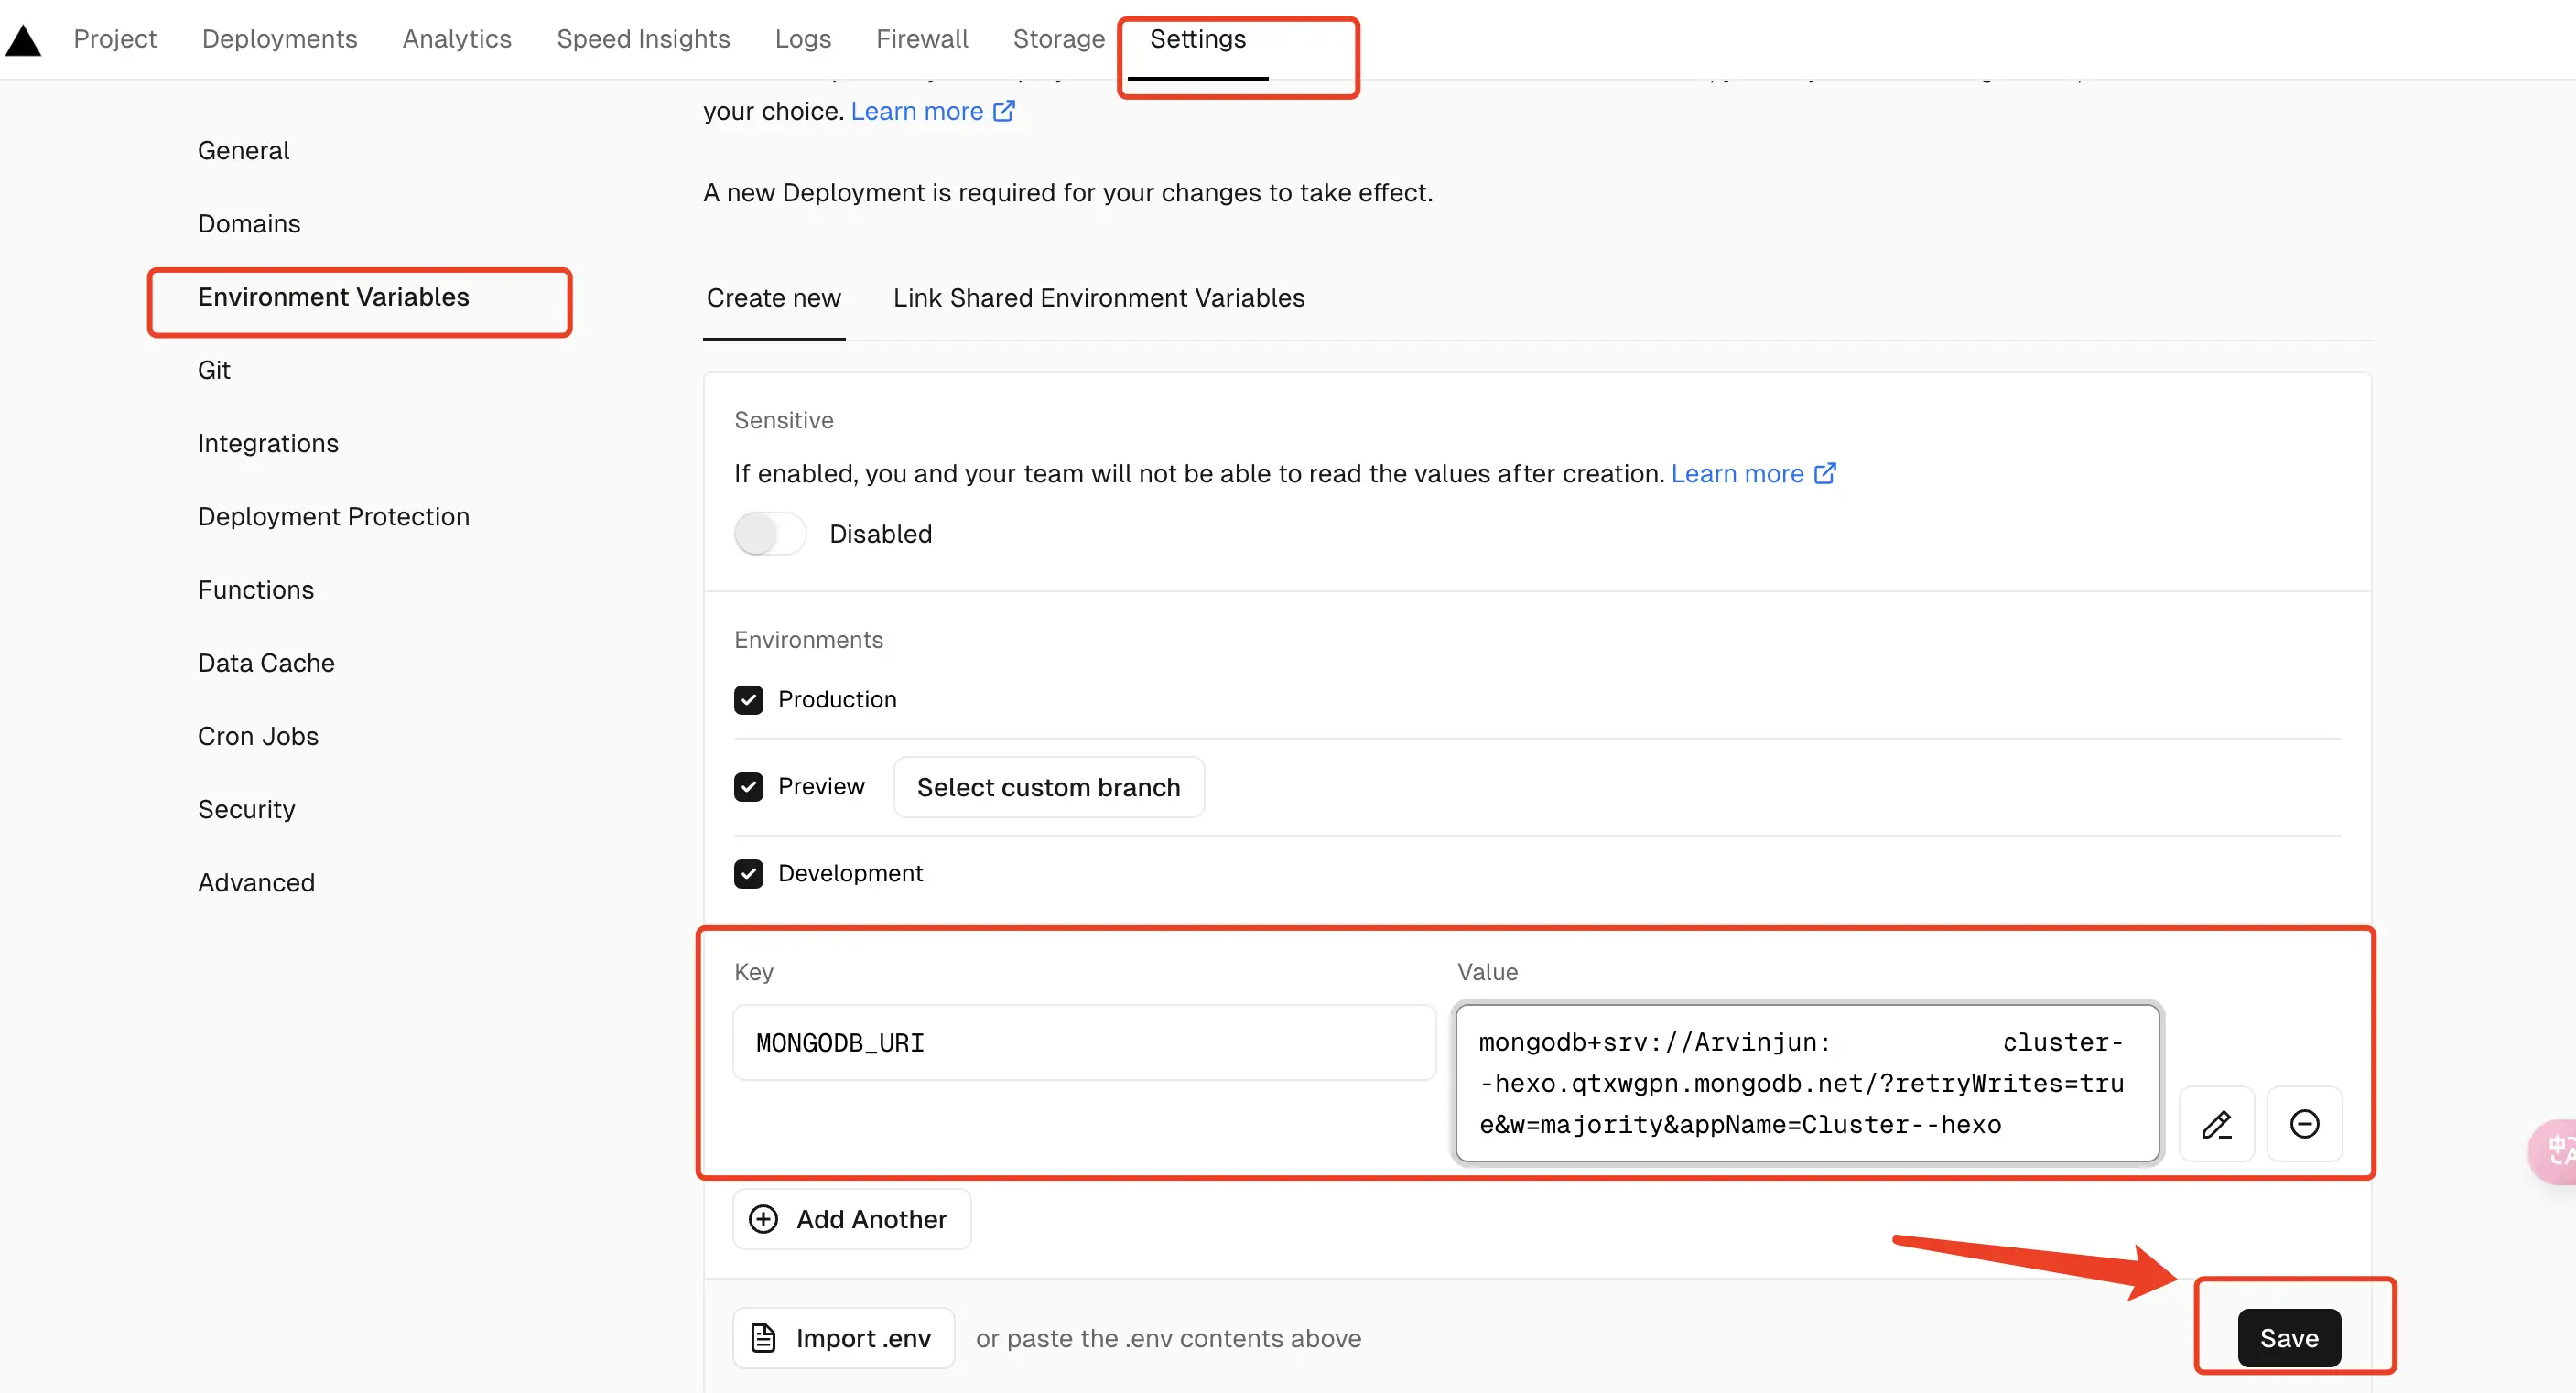 Project Deployments Analytics Speed Insights Logs Firewall Storage Settings
your choice. Learn more
A new Deployment is required for your changes to take effect.
General
Domains
Environment Variables
Git
Integrations
Deployment Protection
Functions
Data Cache
Cron Jobs
Security
Advanced
Create new Link Shared Environment Variables
Sensitive
If enabled, you and your team will not be able to read the values after creation. Learn more
Disabled
Environments
Production
Preview Select custom branch
Development
Key Value
MONGODB_URI
mongodb+srv://Arvinjun: cluster-
-hexo.qtxwgpn.mongodb.net/?retryWrites=tru
e&w=majority&appName=Cluster--hexo
Add Another
Import .env or paste the .env contents above
Save